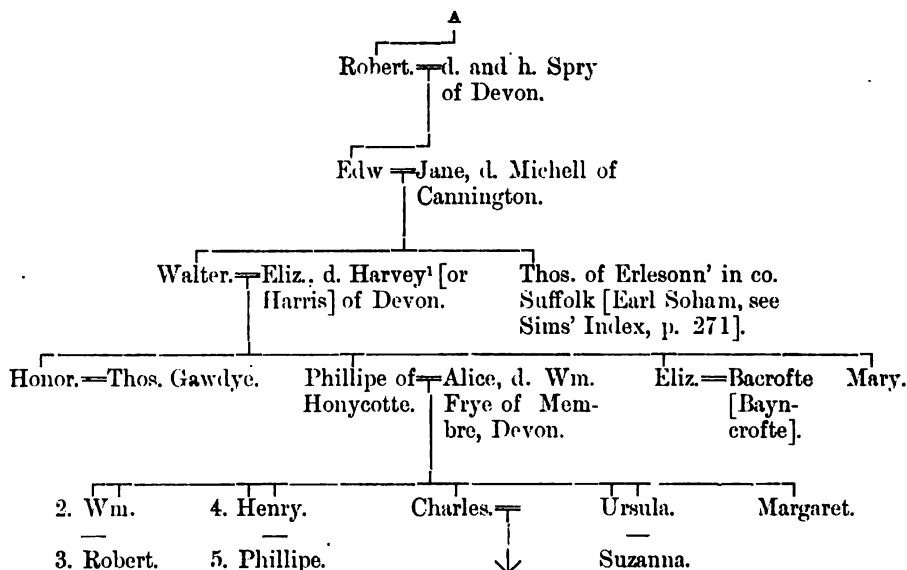 A
Robert. d. and h. Spry
of Devon.
Edw Jane, d. Michell of
Cannington.
Walter. Eliz., d. Harvey¹ [or
Harris] of Devon.
Thos. of Erlesonn' in co.
Suffolk [Earl Soham, see
Sims' Index, p. 271].
Honor. Thos. Gawdye.
Phillipe of
Honycotte.
Alice, d. Wm.
Frye of Mem-
bre, Devon.
Eliz. Bacrofte
[Bayn-
crofte].
Mary.
2. Wm. 4. Henry. Charles. Ursula. Margaret.
3. Robert. 5. Phillipe. Suzanna.